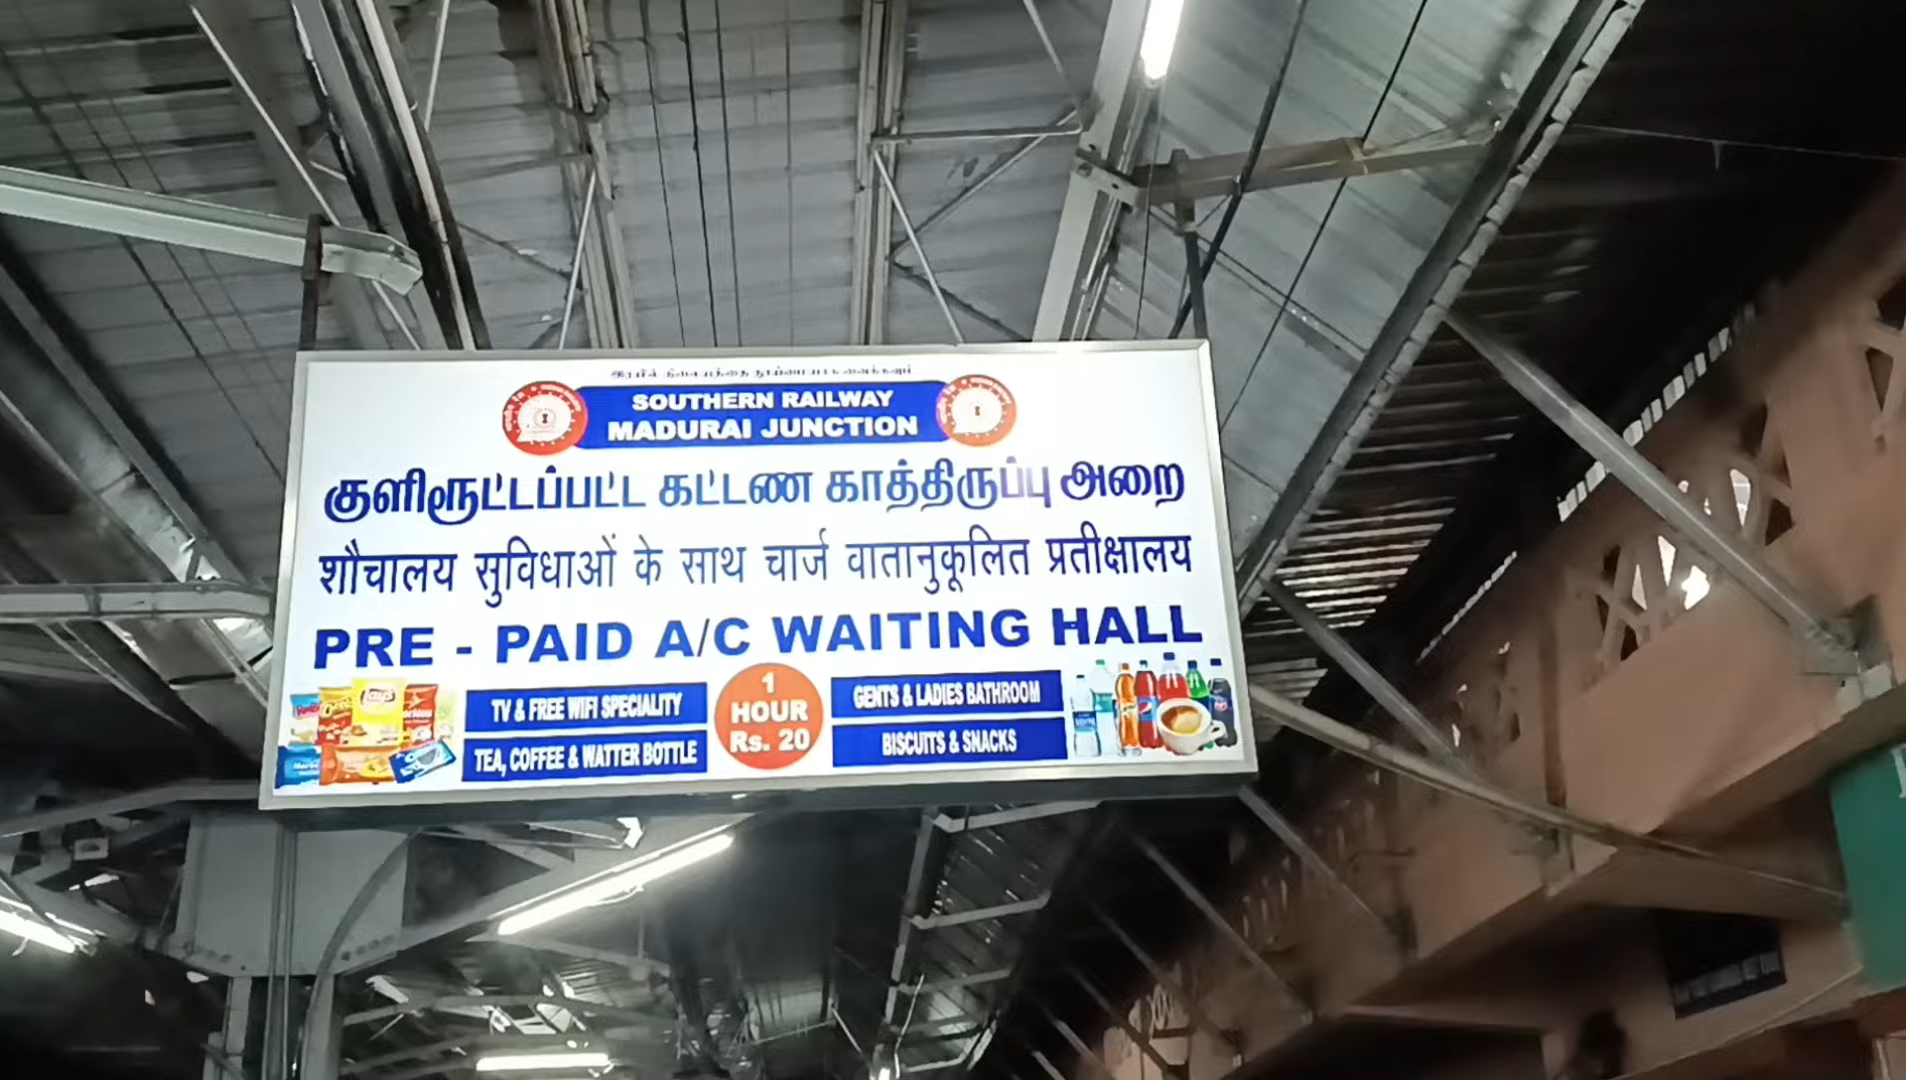 SOUTHERN RAILWAY
MADURAI JUNCTION
குளிரூட்டப்பட்ட கட்டண காத்திருப்பு அறை
शौचालय सुविधाओं के साथ चार्ज वातानुकूलित प्रतीक्षालय
PRE - PAID A/C WAITING HALL
TV & FREE WIFI SPECIALITY
TEA, COFFEE & WATTER BOTTLE
1
HOUR
Rs. 20
GENTS & LADIES BATHROOM
BISCUITS & SNACKS
Lay's